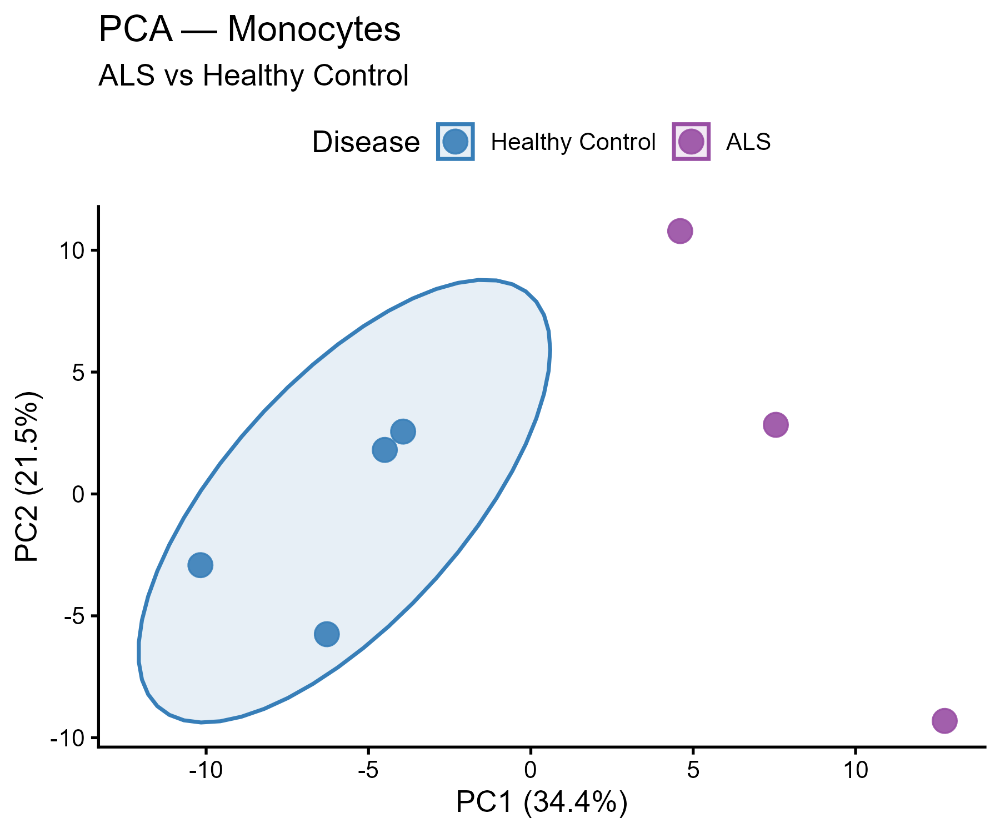 PCA — Monocytes
ALS vs Healthy Control
Disease Healthy Control ALS
10
5
0
-5
-10
PC2 (21.5%)
-10 -5 0 5 10
PC1 (34.4%)